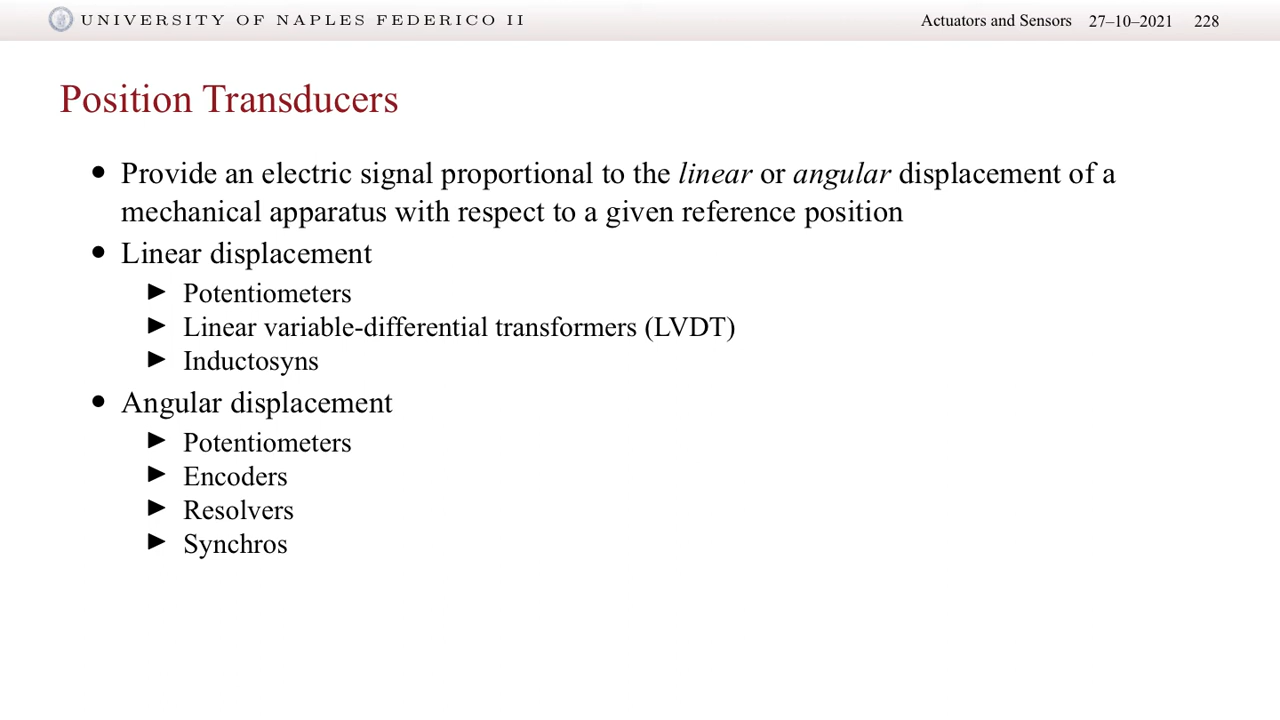 UNIVERSITY OF NAPLES FEDERICO II
Actuators and Sensors 27–10–2021 228
Position Transducers
● Provide an electric signal proportional to the linear or angular displacement of a
mechanical apparatus with respect to a given reference position
● Linear displacement
► Potentiometers
► Linear variable-differential transformers (LVDT)
► Inductosyns
● Angular displacement
► Potentiometers
► Encoders
► Resolvers
► Synchros